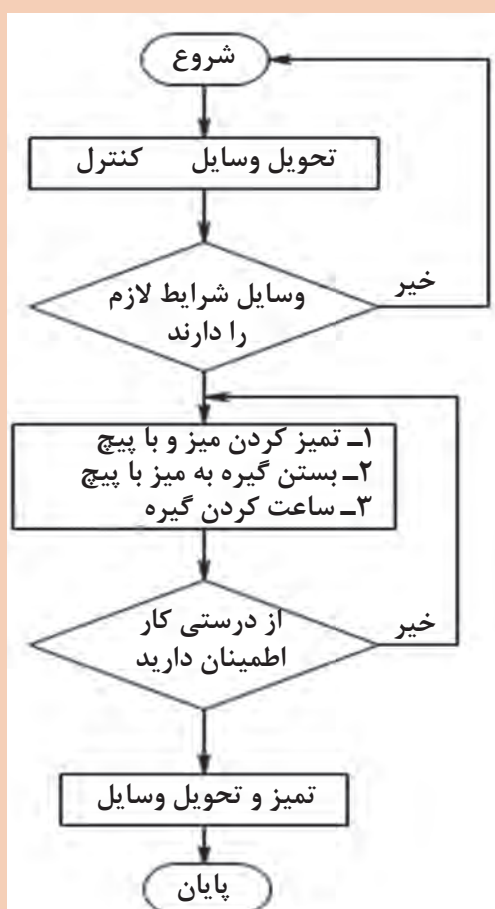 شروع
تحویل وسایل کنترل
وسایل شرایط لازم
را دارند
خیر
۱ـ تمیز کردن میز و با پیچ
۲ـ بستن گیره به میز با پیچ
۳ـ ساعت کردن گیره
از درستی کار
اطمینان دارید
خیر
تمیز و تحویل وسایل
پایان